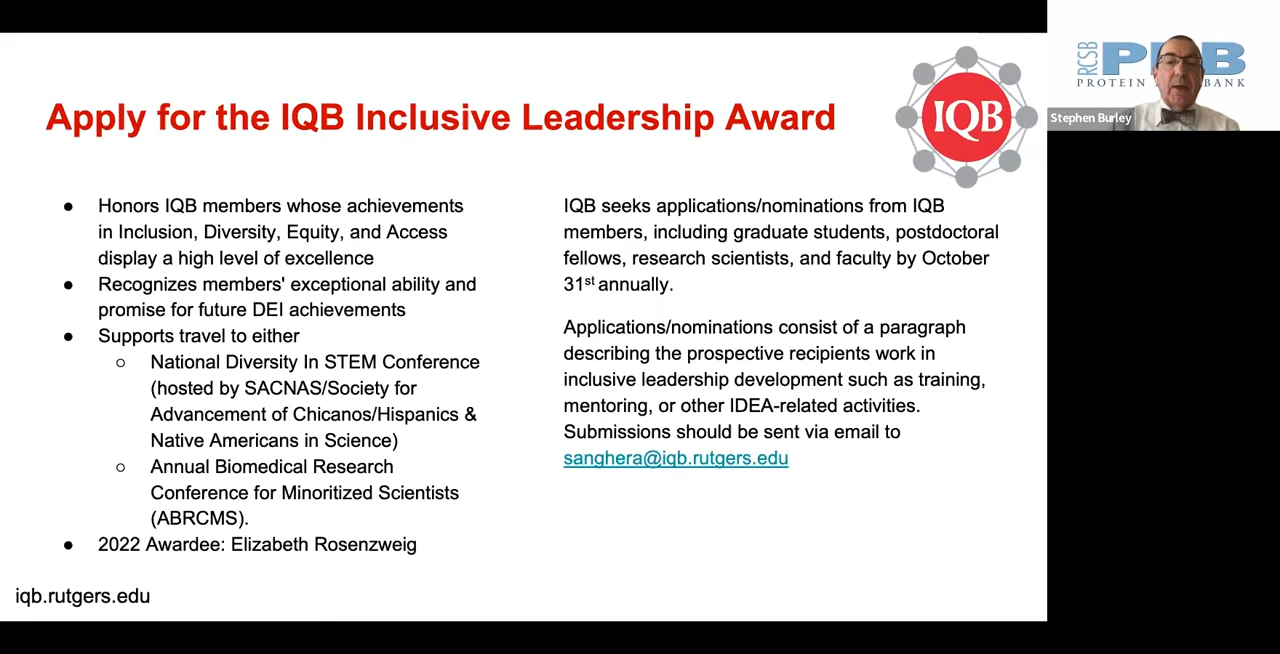 Apply for the IQB Inclusive Leadership Award
IQB
● Honors IQB members whose achievements
in Inclusion, Diversity, Equity, and Access
display a high level of excellence
● Recognizes members' exceptional ability and
promise for future DEI achievements
● Supports travel to either
○ National Diversity In STEM Conference
(hosted by SACNAS/Society for
Advancement of Chicanos/Hispanics &
Native Americans in Science)
○ Annual Biomedical Research
Conference for Minoritized Scientists
(ABRCMS).
● 2022 Awardee: Elizabeth Rosenzweig
IQB seeks applications/nominations from IQB
members, including graduate students, postdoctoral
fellows, research scientists, and faculty by October
31st annually.
Applications/nominations consist of a paragraph
describing the prospective recipients work in
inclusive leadership development such as training,
mentoring, or other IDEA-related activities.
Submissions should be sent via email to
sanghera@iqb.rutgers.edu
iqb.rutgers.edu
RCSB
PROTEIN
Stephen Burley